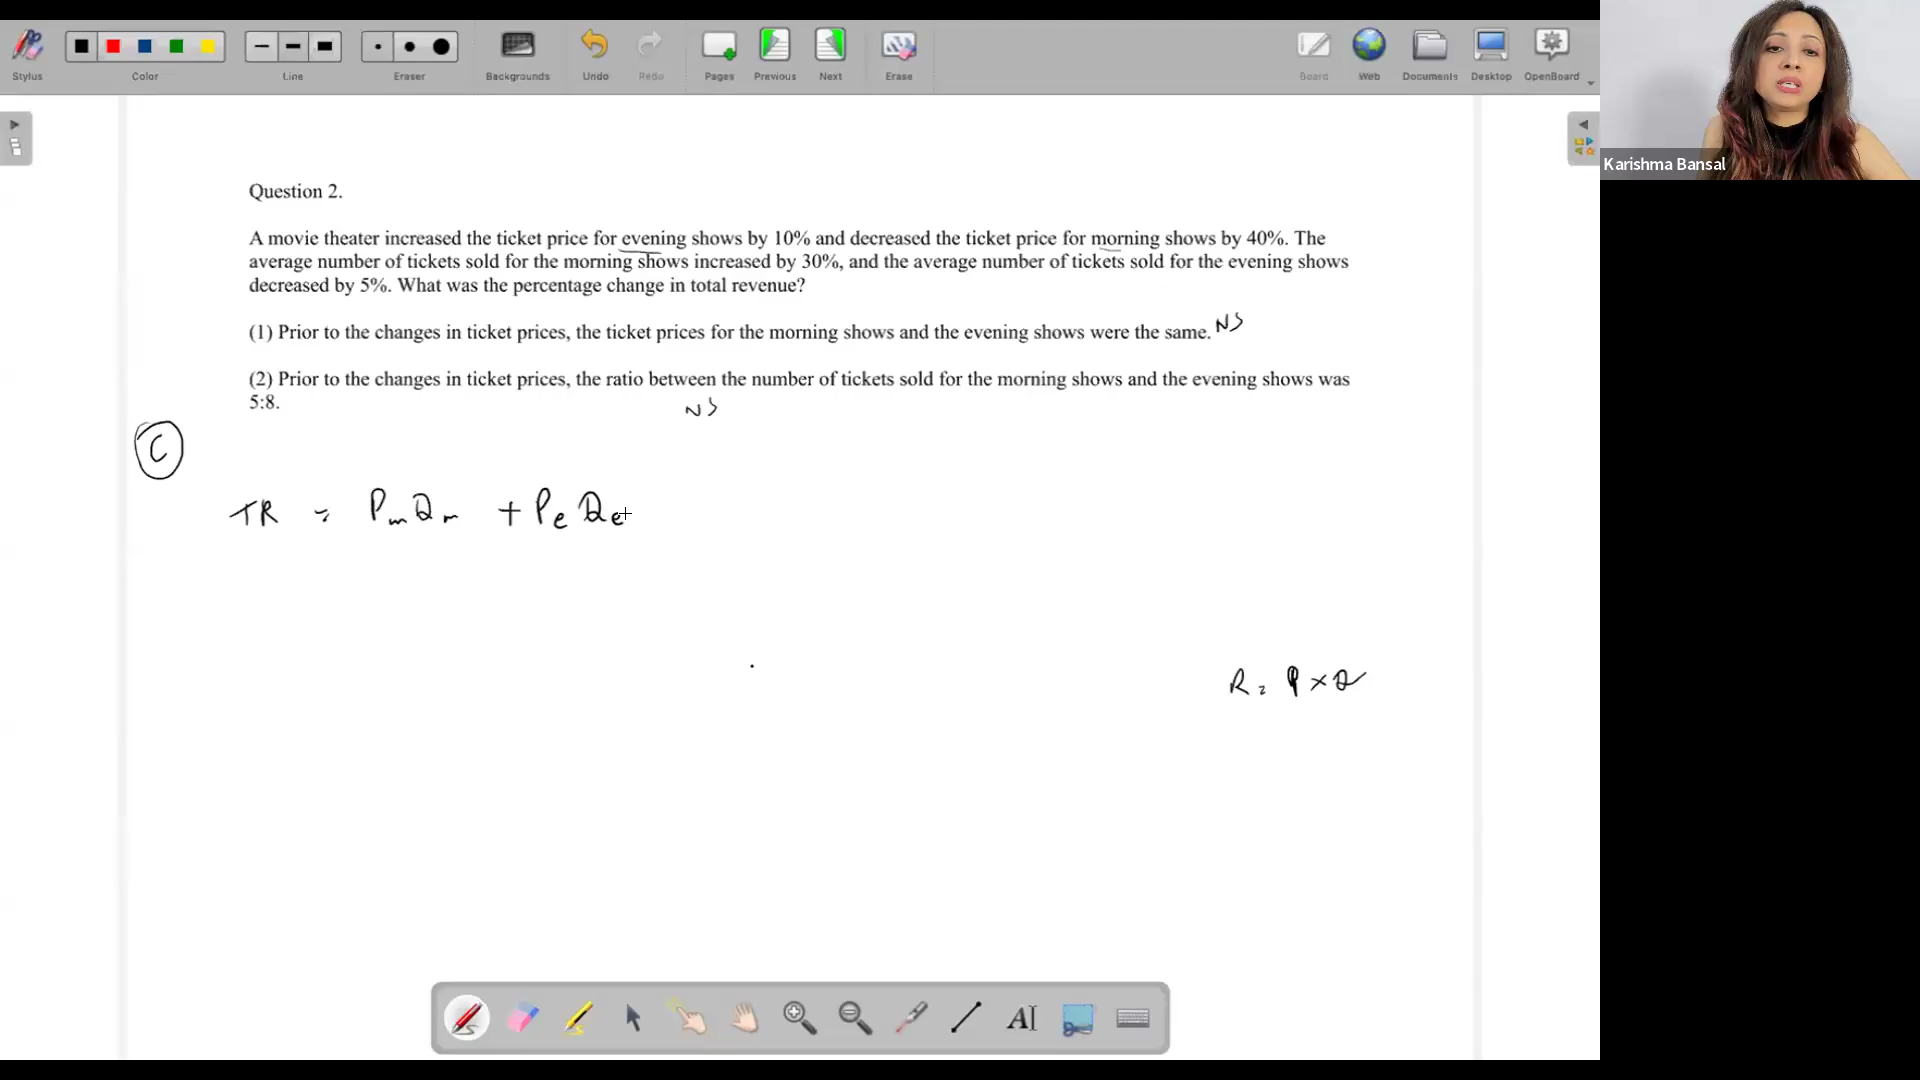 Stylus
Color
Line
Eraser
Backgrounds
Undo
Redo
Pages
Previous
Next
Erase
Board
Web
Documents
Desktop
OpenBoard
Karishma Bansal
Question 2.
A movie theater increased the ticket price for evening shows by 10% and decreased the ticket price for morning shows by 40%. The
average number of tickets sold for the morning shows increased by 30%, and the average number of tickets sold for the evening shows
decreased by 5%. What was the percentage change in total revenue?
(1) Prior to the changes in ticket prices, the ticket prices for the morning shows and the evening shows were the same. NS
(2) Prior to the changes in ticket prices, the ratio between the number of tickets sold for the morning shows and the evening shows was
5:8.
NS
C
TR = PmQm + PeQe
R = P × Q
AI